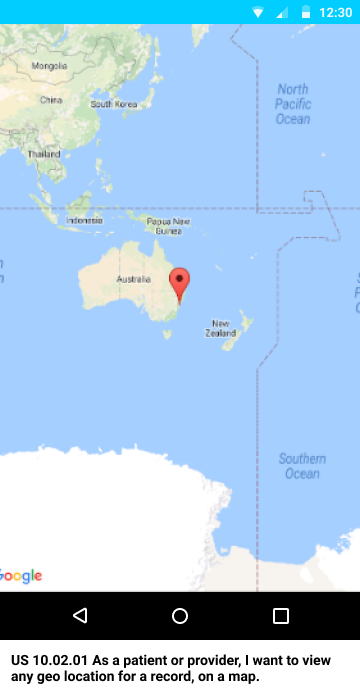 12:30
Mongolia
China
South Korea
North
Pacific
Ocean
Thailand
Indonesia
Papua New
Guinea
Australia
New
Zealand
Southern
Ocean
Google
US 10.02.01 As a patient or provider, I want to view
any geo location for a record, on a map.